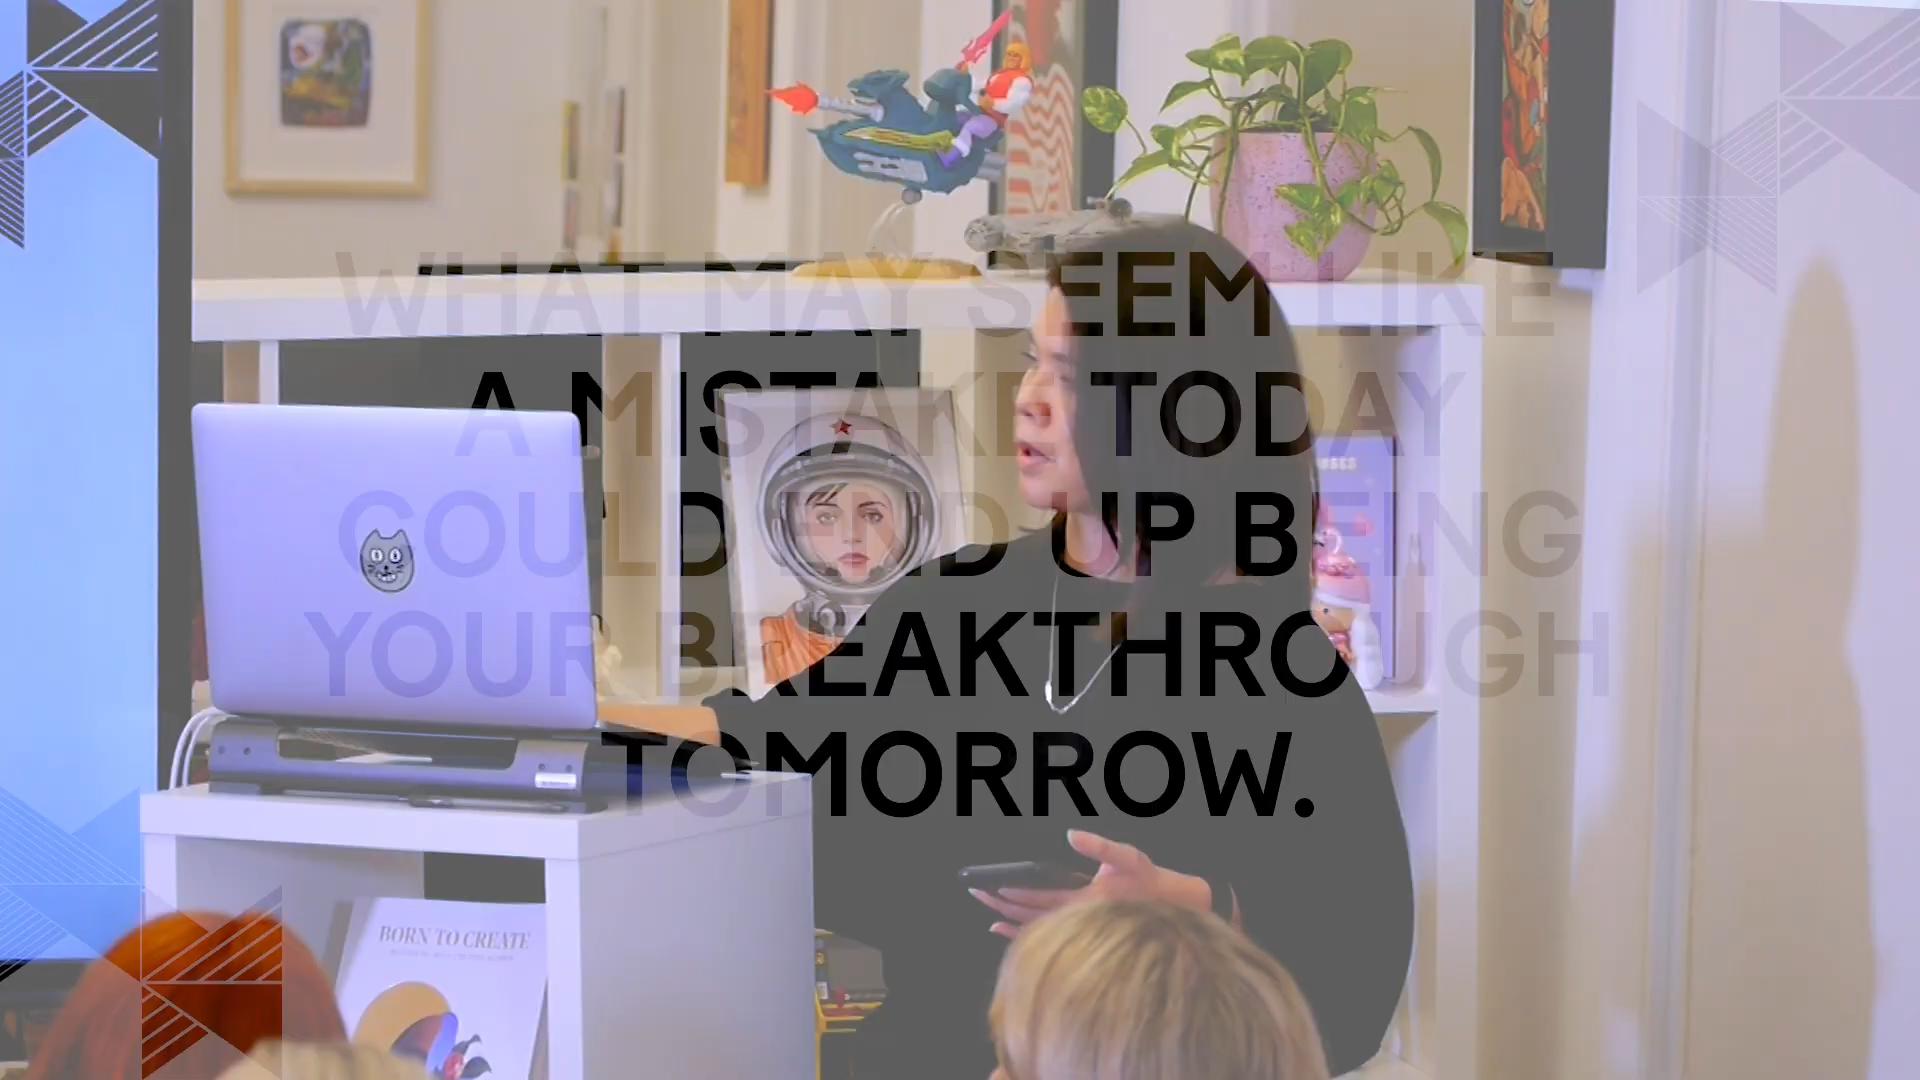 WHAT MAY SEEM LIKE
A MISTAKE TODAY
COULD END UP BEING
YOUR BREAKTHROUGH
TOMORROW.
BORN TO CREATE